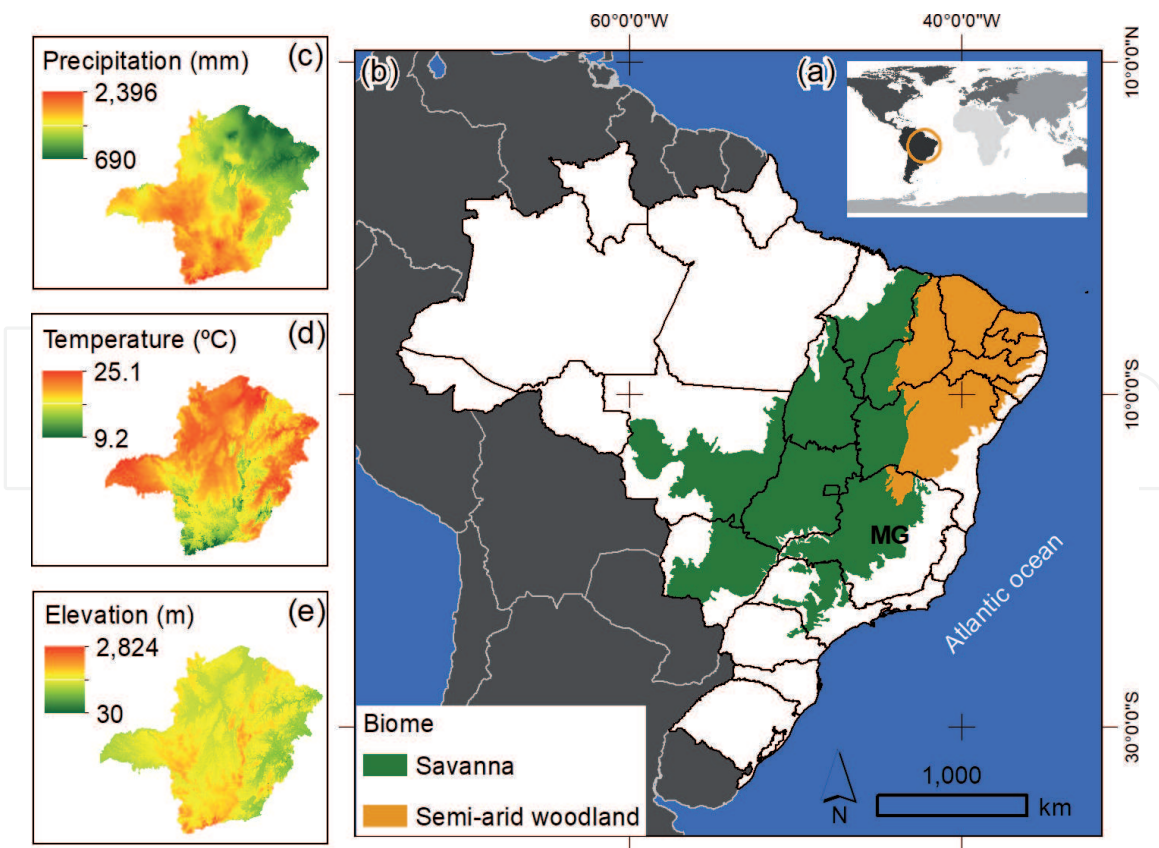 60°0'0"W
40°0'0"W
(c)
Precipitation (mm)
2,396
690
(d)
Temperature (ºC)
25.1
9.2
(e)
Elevation (m)
2,824
30
(b)
(a)
10°0'0"N
10°0'0"S
30°0'0"S
MG
Atlantic ocean
Biome
Savanna
Semi-arid woodland
N
1,000
km